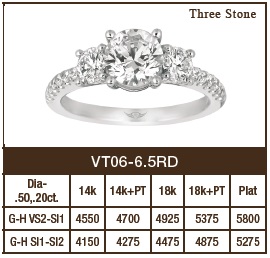 Three Stone
VT06-6.5RD
Dia-
.50,.20ct. 14k 14k+PT 18k 18k+PT Plat
G-H VS2-SI1 4550 4700 4925 5375 5800
G-H SI1-SI2 4150 4275 4475 4875 5275